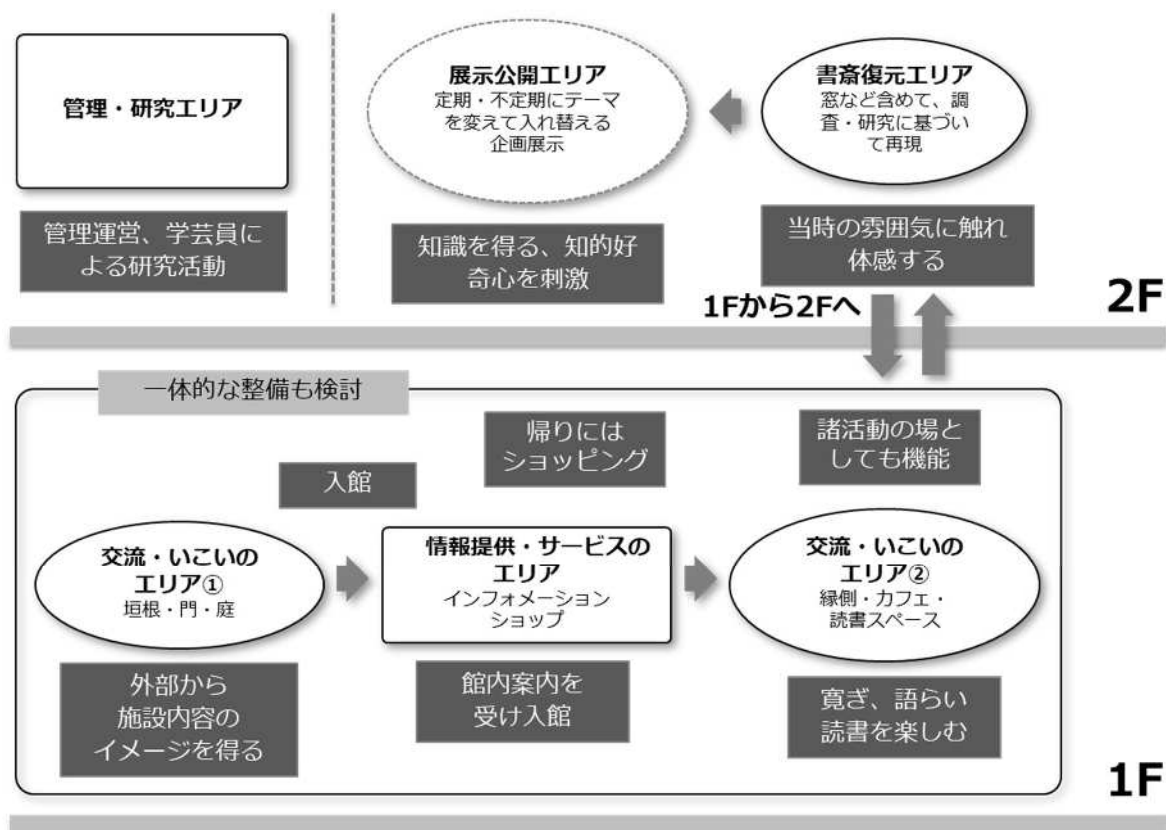 管理・研究エリア
管理運営、学芸員に
よる研究活動
展示公開エリア
定期・不定期にテーマ
を変えて入れ替える
企画展示
知識を得る、知的好
奇心を刺激
書斎復元エリア
窓など含めて、調
査・研究に基づい
て再現
当時の雰囲気に触れ
体感する
1Fから2Fへ
2F
一体的な整備も検討
入館
帰りには
ショッピング
諸活動の場と
しても機能
交流・いこいの
エリア①
垣根・門・庭
外部から
施設内容の
イメージを得る
情報提供・サービスの
エリア
インフォメーション
ショップ
館内案内を
受け入館
交流・いこいの
エリア②
縁側・カフェ・
読書スペース
寛ぎ、語らい
読書を楽しむ
1F